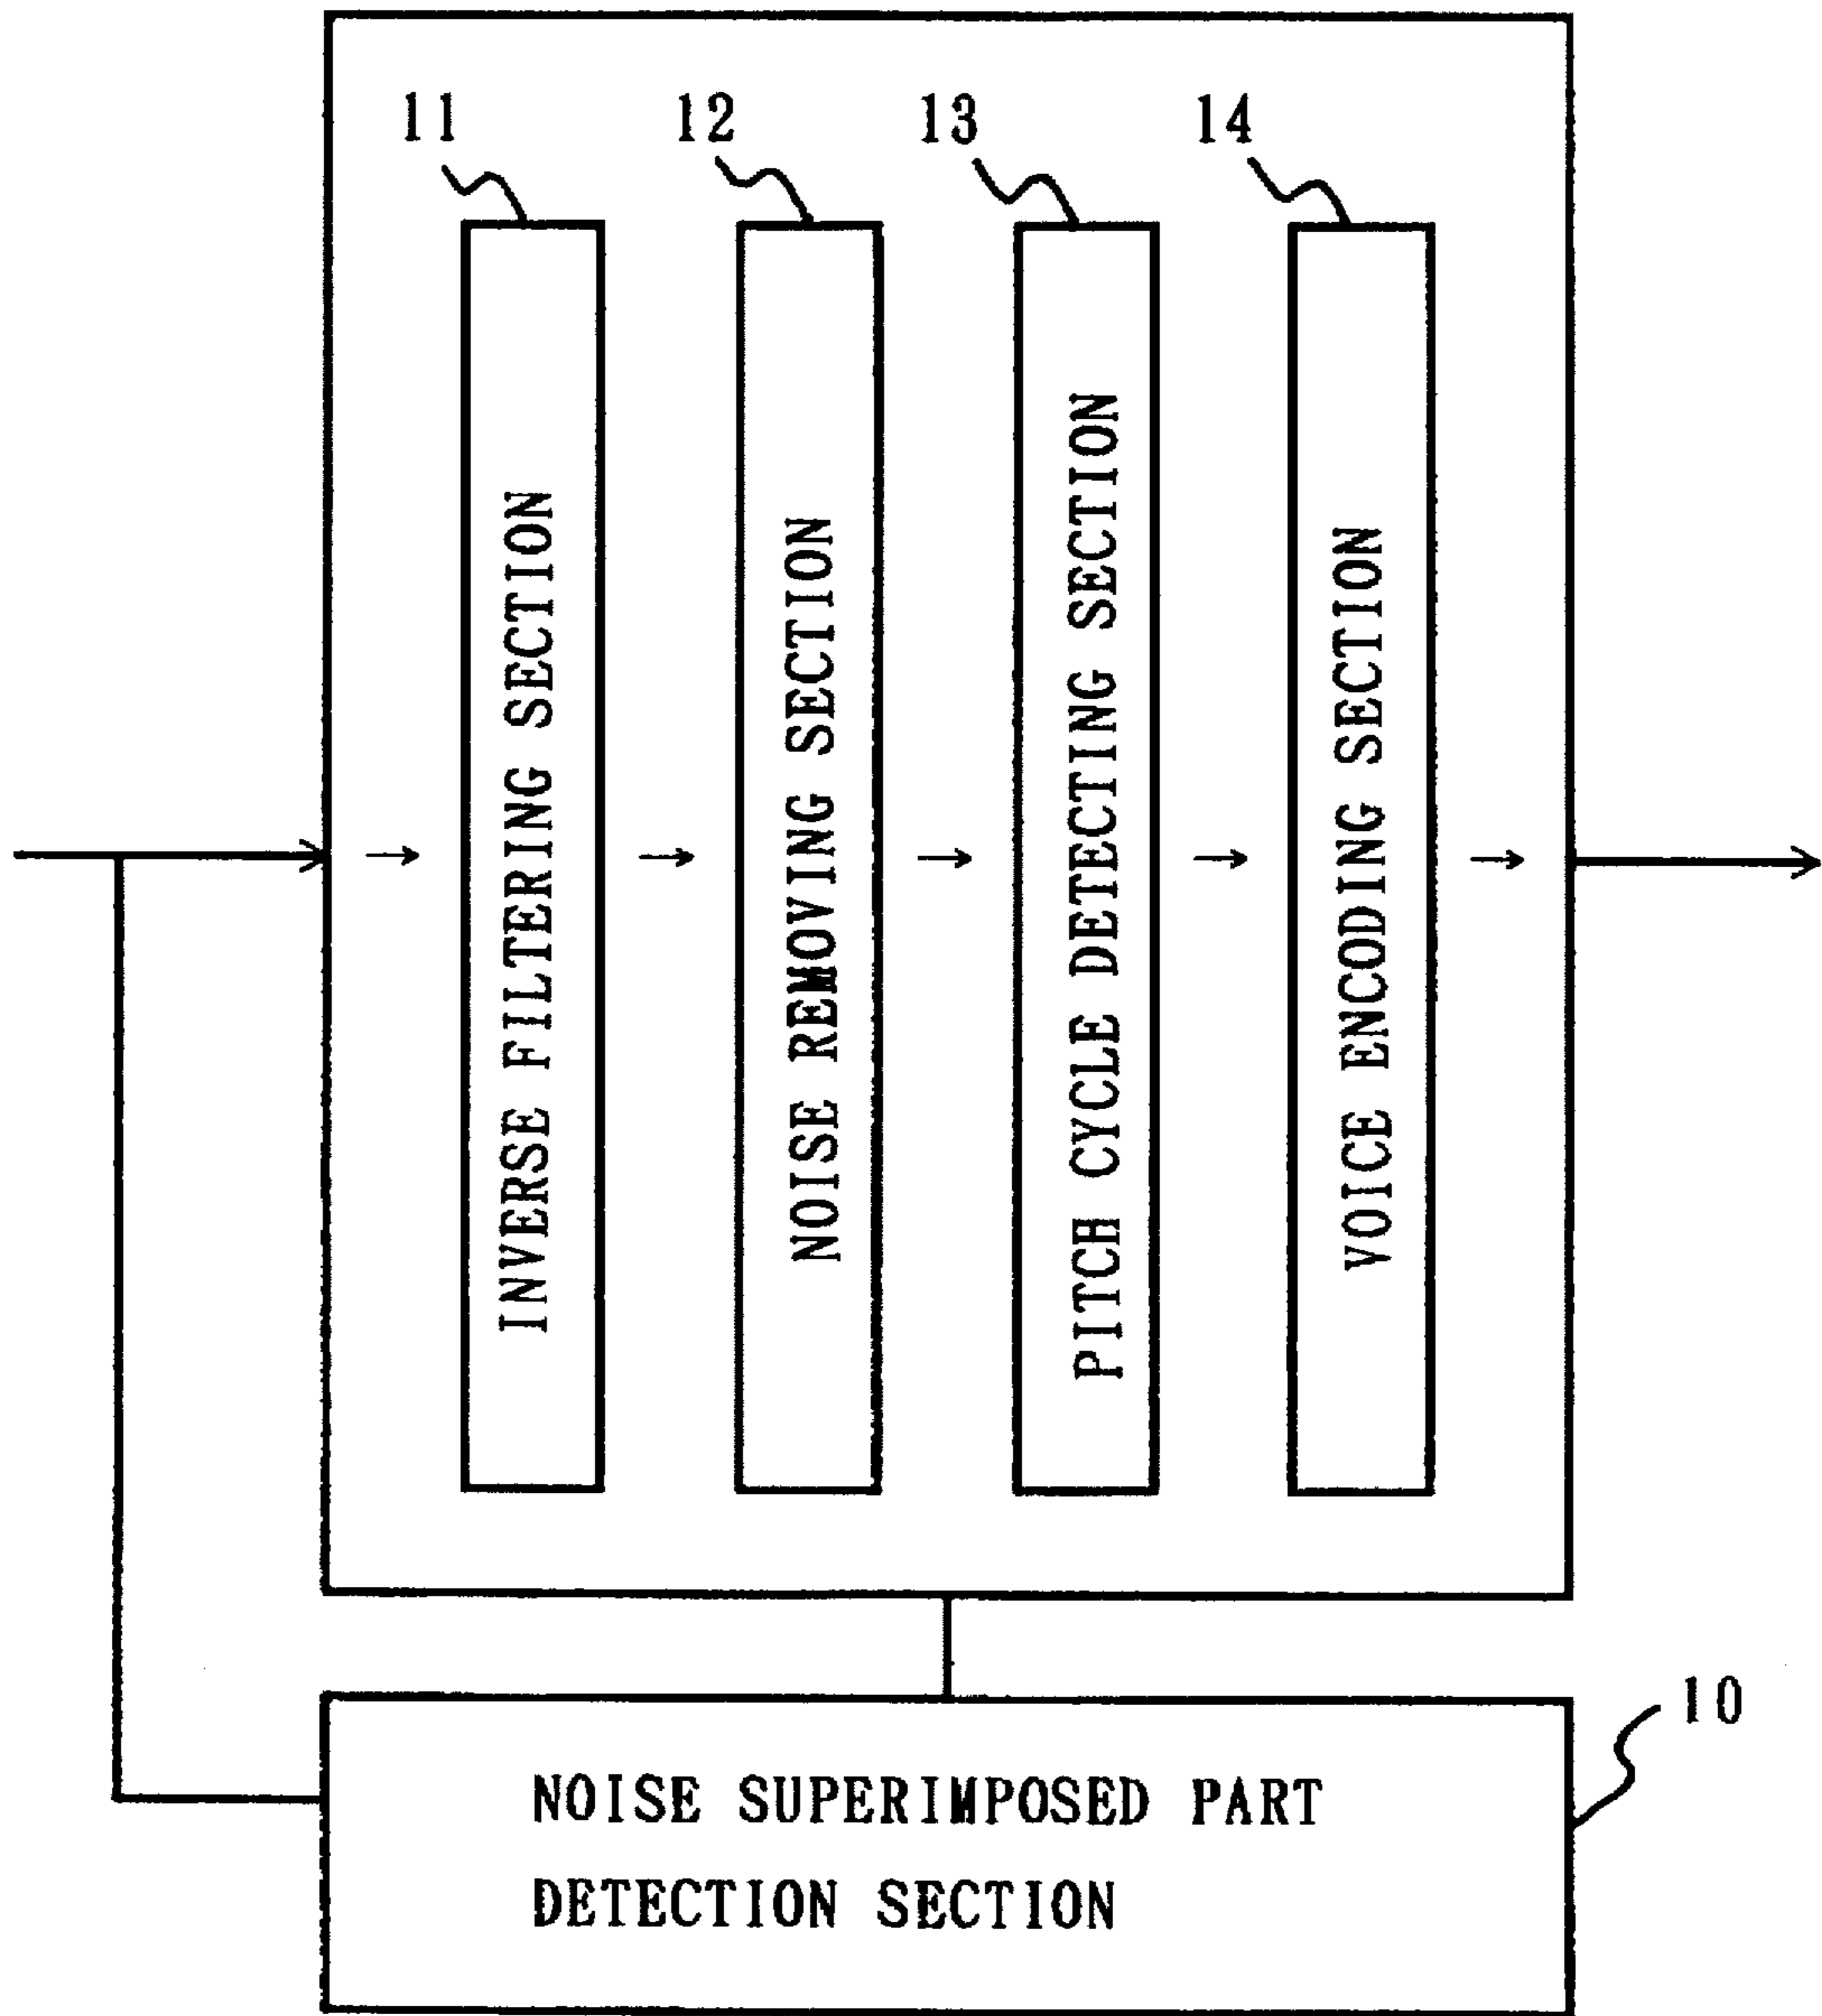 11
12
13
14
INVERSE FILTERING SECTION
NOISE REMOVING SECTION
PITCH CYCLE DETECTING SECTION
VOICE ENCODING SECTION
10
NOISE SUPERIMPOSED PART
DETECTION SECTION